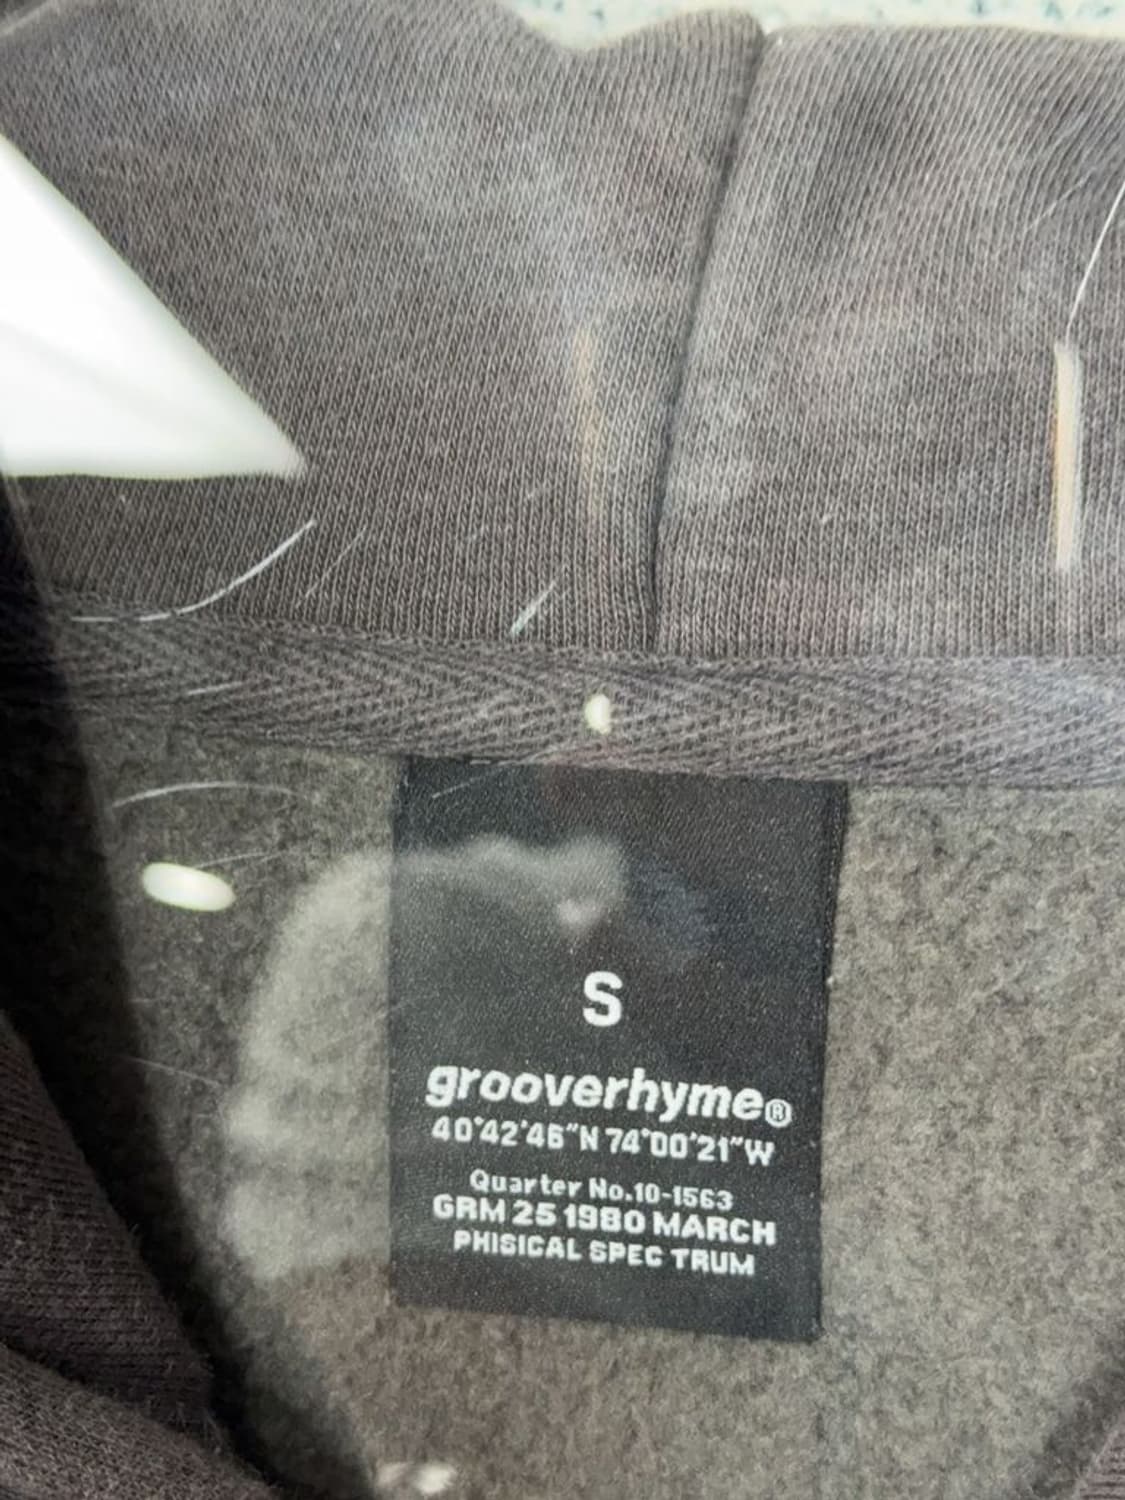 S
grooverhyme®
40°42'46"N 74°00'21"W
Quarter No.10-1563
GRM 25 1980 MARCH
PHISICAL SPEC TRUM